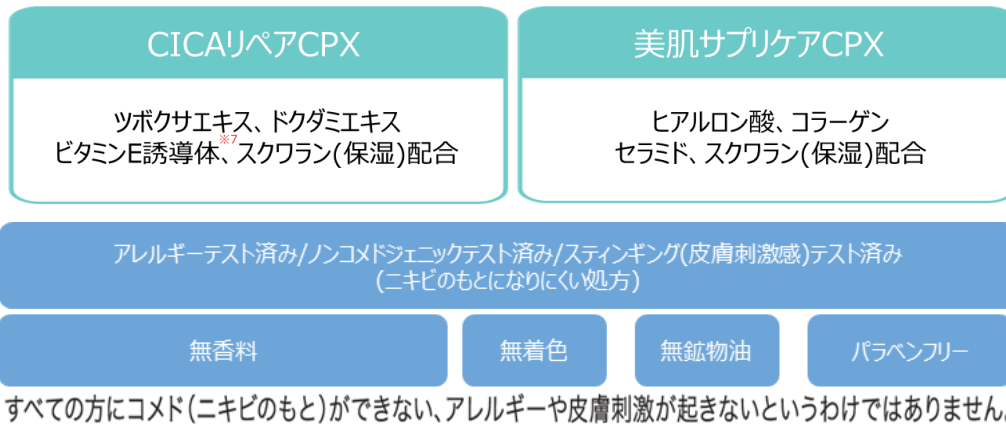 CICAリペアCPX
ツボクサエキス、ドクダミエキス
ビタミンE誘導体※7、スクワラン(保湿)配合
美肌サプリケアCPX
ヒアルロン酸、コラーゲン
セラミド、スクワラン(保湿)配合
アレルギーテスト済み/ノンコメドジェニックテスト済み/スティンギング(皮膚刺激感)テスト済み
(ニキビのもとになりにくい処方)
無香料
無着色
無鉱物油
パラベンフリー
すべての方にコメド(ニキビのもと)ができない、アレルギーや皮膚刺激が起きないというわけではありません。